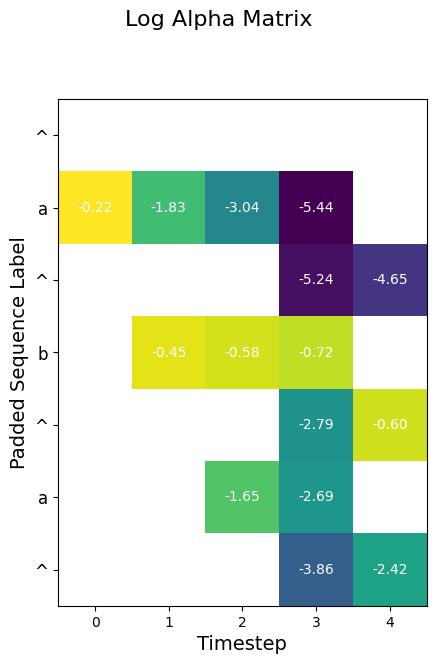 Log Alpha Matrix
Padded Sequence Label
^
a -0.22 -1.83 -3.04 -5.44
^ -5.24 -4.65
b -0.45 -0.58 -0.72
^ -2.79 -0.60
a -1.65 -2.69
^ -3.86 -2.42
0 1 2 3 4
Timestep